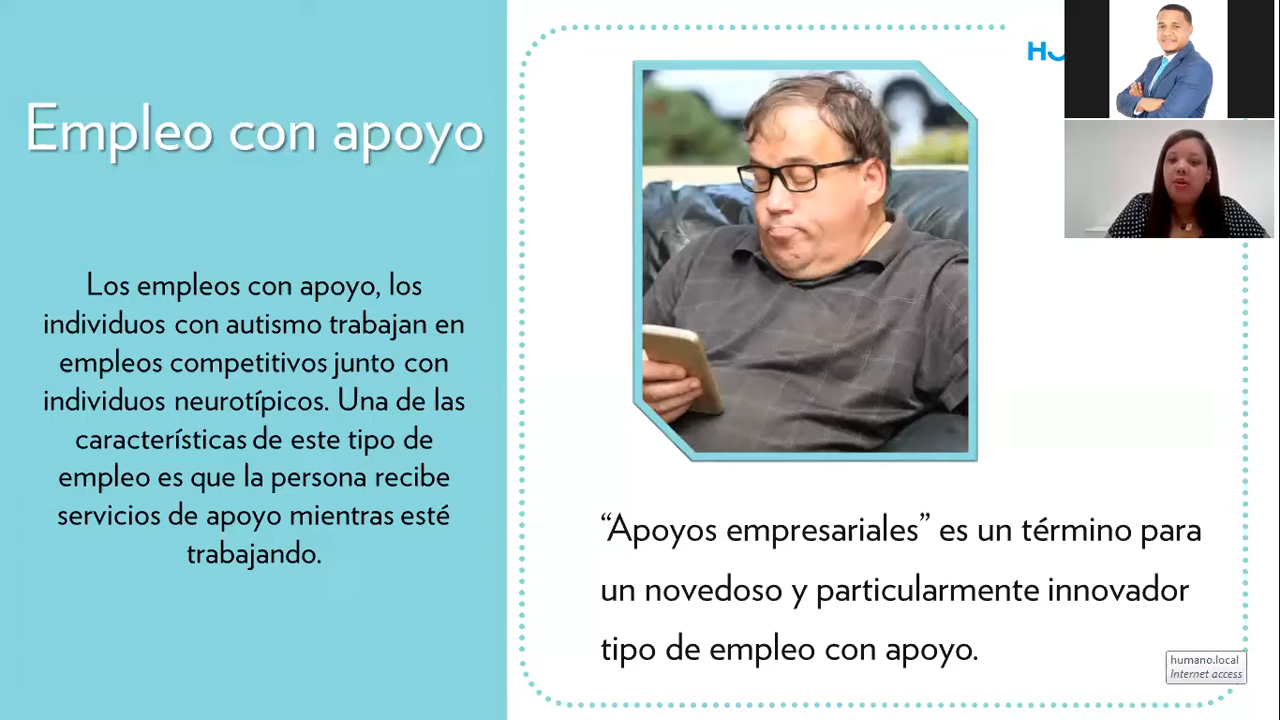 Empleo con apoyo
Los empleos con apoyo, los
individuos con autismo trabajan en
empleos competitivos junto con
individuos neurotípicos. Una de las
características de este tipo de
empleo es que la persona recibe
servicios de apoyo mientras esté
trabajando.
“Apoyos empresariales” es un término para
un novedoso y particularmente innovador
tipo de empleo con apoyo.
humano.local
Internet access